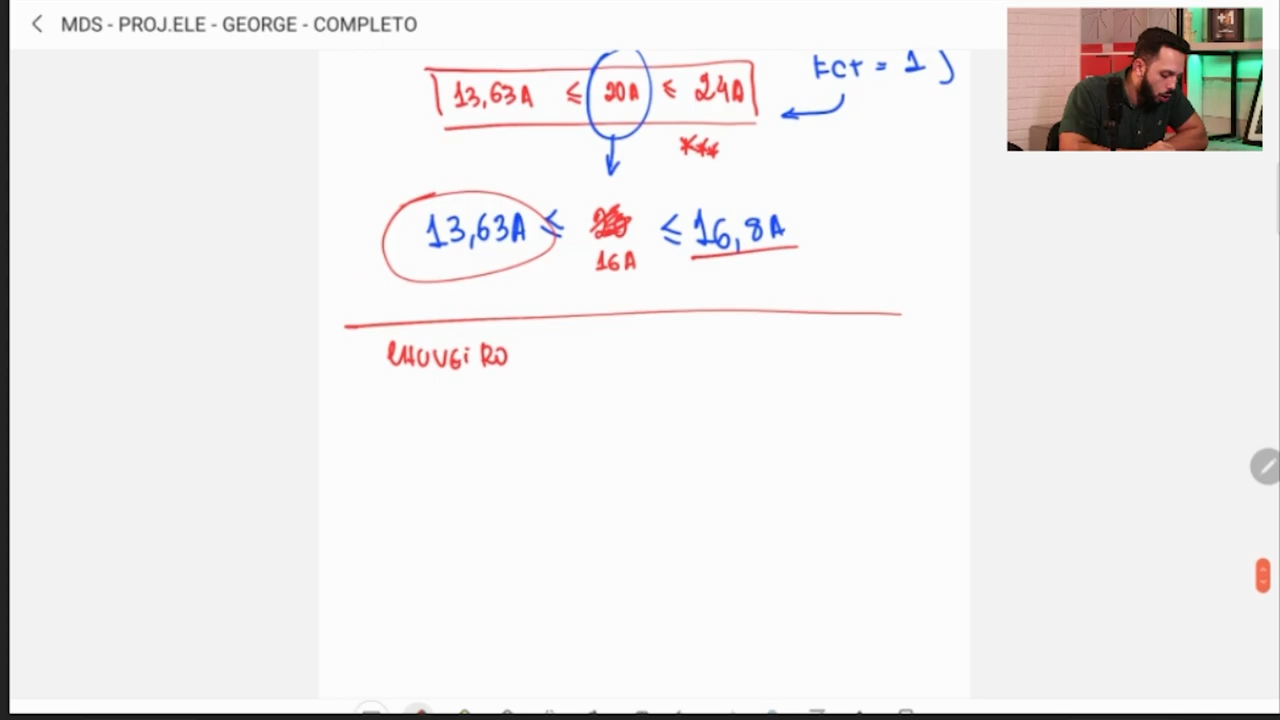 MDS - PROJ.ELE - GEORGE - COMPLETO
FCT = 1 )
13,63A ≤ 20A ≤ 24A
***
13,63A ≤ ≤ 16,8A
16A
CHUVEIRO